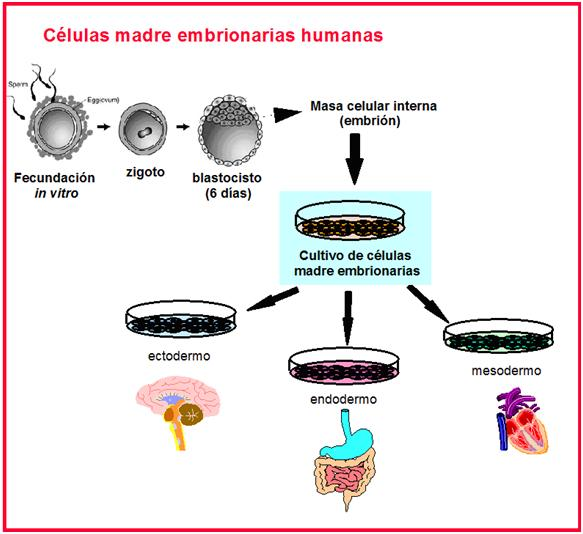 Células madre embrionarias humanas
Sperm
Egg(ovum)
Fecundación
in vitro
zigoto
blastocisto
(6 días)
Masa celular interna
(embrión)
Cultivo de células
madre embrionarias
ectodermo
endodermo
mesodermo